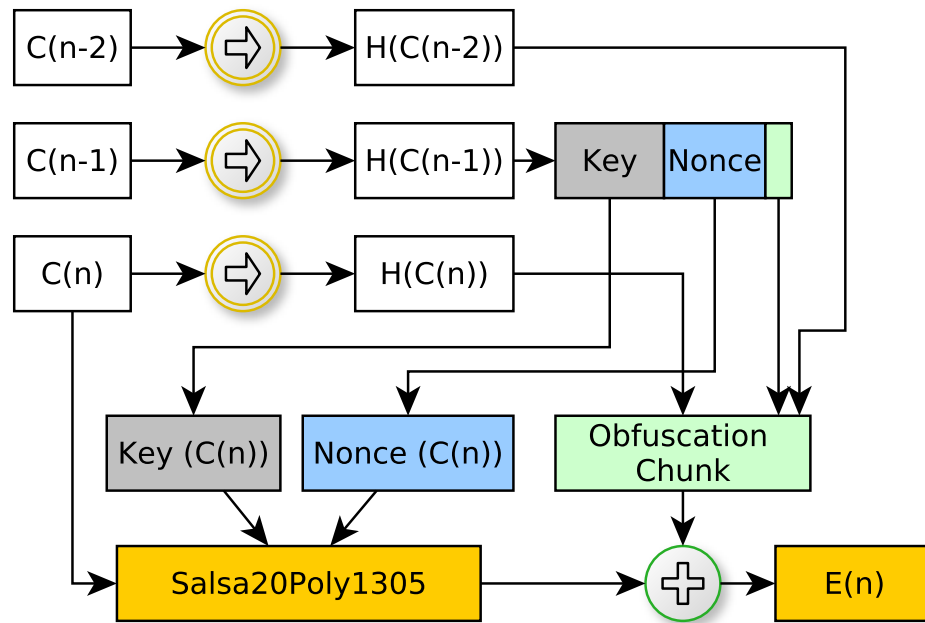 C(n-2)
H(C(n-2))
C(n-1)
H(C(n-1))
Key
Nonce
C(n)
H(C(n))
Key (C(n))
Nonce (C(n))
Obfuscation
Chunk
Salsa20Poly1305
E(n)